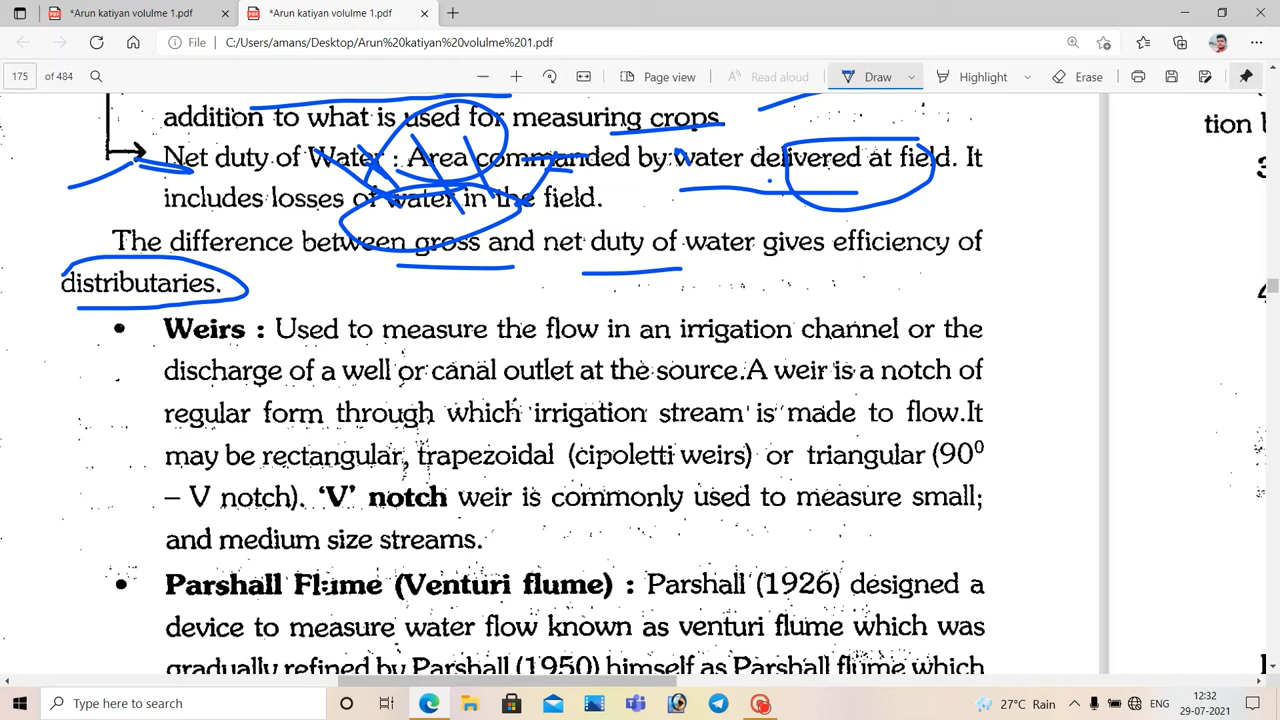 *Arun katiyan volulme 1.pdf
*Arun katiyan volulme 1.pdf
File C:/Users/amans/Desktop/Arun%20katiyan%20volulme%201.pdf
175 of 484 Page view Read aloud Draw Highlight Erase
addition to what is used for measuring crops.
Net duty of Water : Area commanded by water delivered at field. It
includes losses of water in the field.
The difference between gross and net duty of water gives efficiency of
distributaries.
• Weirs : Used to measure the flow in an irrigation channel or the
discharge of a well or canal outlet at the source.A weir is a notch of
regular form through which irrigation stream is made to flow.It
may be rectangular, trapezoidal (cipoletti weirs) or triangular (90⁰
– V notch). ‘V’ notch weir is commonly used to measure small;
and medium size streams.
• Parshall Flume (Venturi flume) : Parshall (1926) designed a
device to measure water flow known as venturi flume which was
gradually refined by Parshall (1950) himself as Parshall flume which
tion b
3
4
Type here to search
27°C Rain
ENG
12:32
29-07-2021